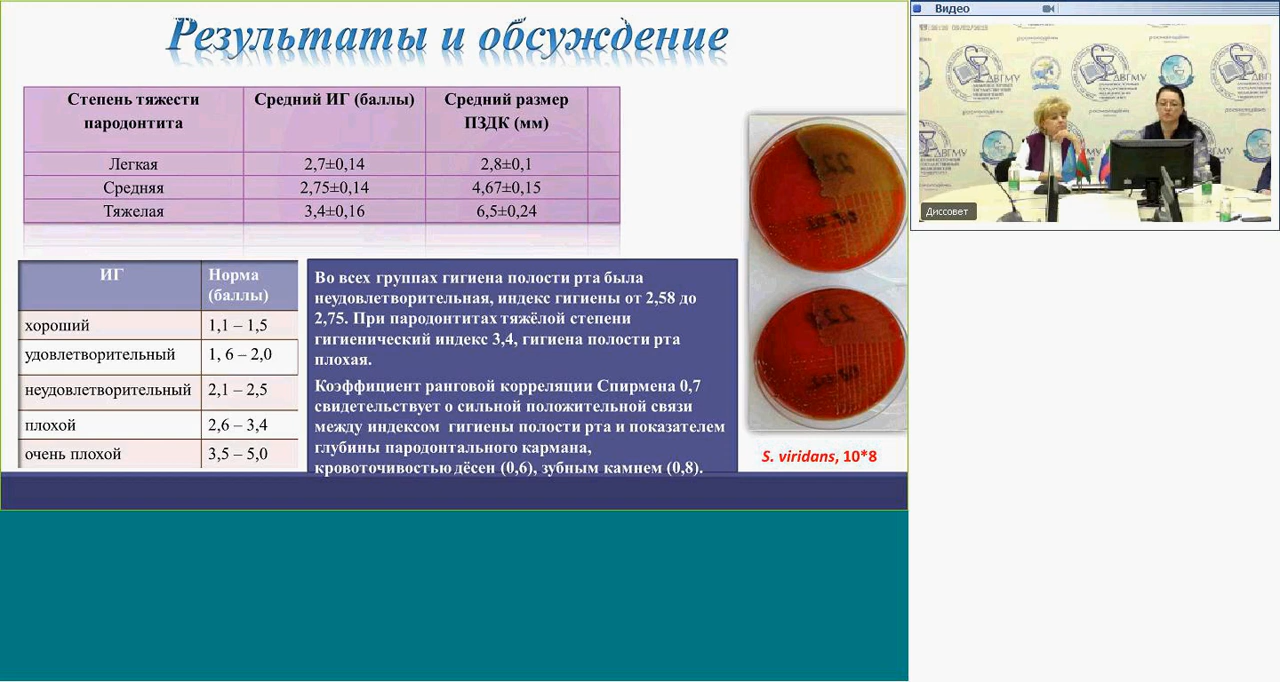 Результаты и обсуждение
Степень тяжести пародонтита Средний ИГ (баллы) Средний размер ПЗДК (мм)
Легкая 2,7±0,14 2,8±0,1
Средняя 2,75±0,14 4,67±0,15
Тяжелая 3,4±0,16 6,5±0,24
ИГ Норма (баллы)
хороший 1,1 – 1,5
удовлетворительный 1, 6 – 2,0
неудовлетворительный 2,1 – 2,5
плохой 2,6 – 3,4
очень плохой 3,5 – 5,0
Во всех группах гигиена полости рта была
неудовлетворительная, индекс гигиены от 2,58 до
2,75. При пародонтитах тяжёлой степени
гигиенический индекс 3,4, гигиена полости рта
плохая.
Коэффициент ранговой корреляции Спирмена 0,7
свидетельствует о сильной положительной связи
между индексом гигиены полости рта и показателем
глубины пародонтального кармана,
кровоточивостью дёсен (0,6), зубным камнем (0,8).
S. viridans, 10*8
Видео
ДВГМУ
ДВГМУ
ДВГМУ
ДВГМУ
Диссовет